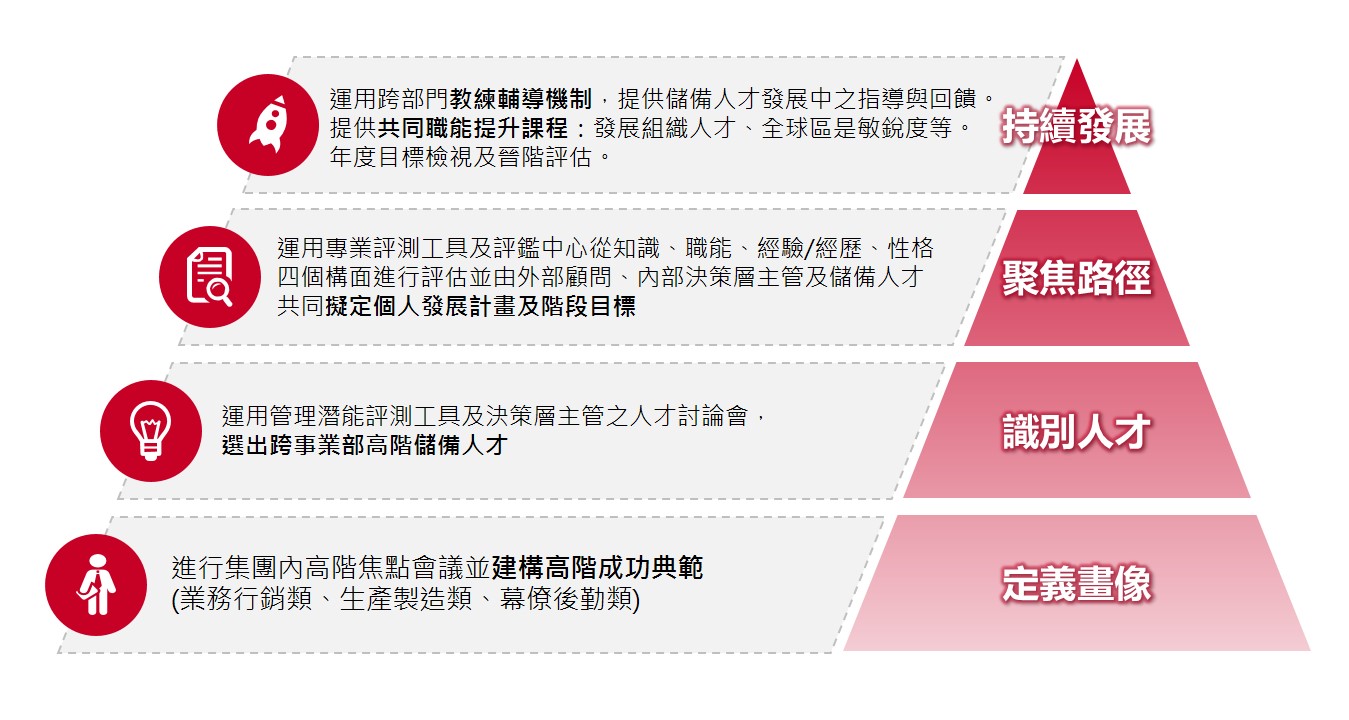 運用跨部門教練輔導機制，提供儲備人才發展中之指導與回饋。
提供共同職能提升課程：發展組織人才、全球區是敏銳度等。
年度目標檢視及晉階評估。
持續發展
運用專業評測工具及評鑑中心從知識、職能、經驗/經歷、性格
四個構面進行評估並由外部顧問、內部決策層主管及儲備人才
共同擬定個人發展計畫及階段目標
聚焦路徑
運用管理潛能評測工具及決策層主管之人才討論會，
選出跨事業部高階儲備人才
識別人才
進行集團內高階焦點會議並建構高階成功典範
(業務行銷類、生產製造類、幕僚後勤類)
定義畫像